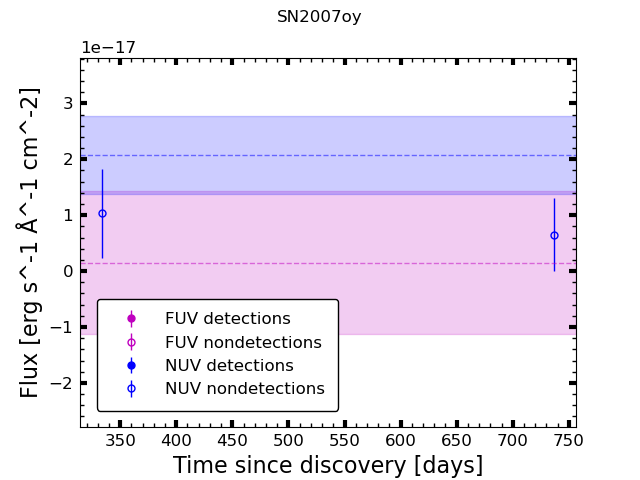 SN2007oy
1e−17
Flux [erg s^-1 Å^-1 cm^-2]
3
2
1
0
−1
−2
FUV detections
FUV nondetections
NUV detections
NUV nondetections
350 400 450 500 550 600 650 700 750
Time since discovery [days]